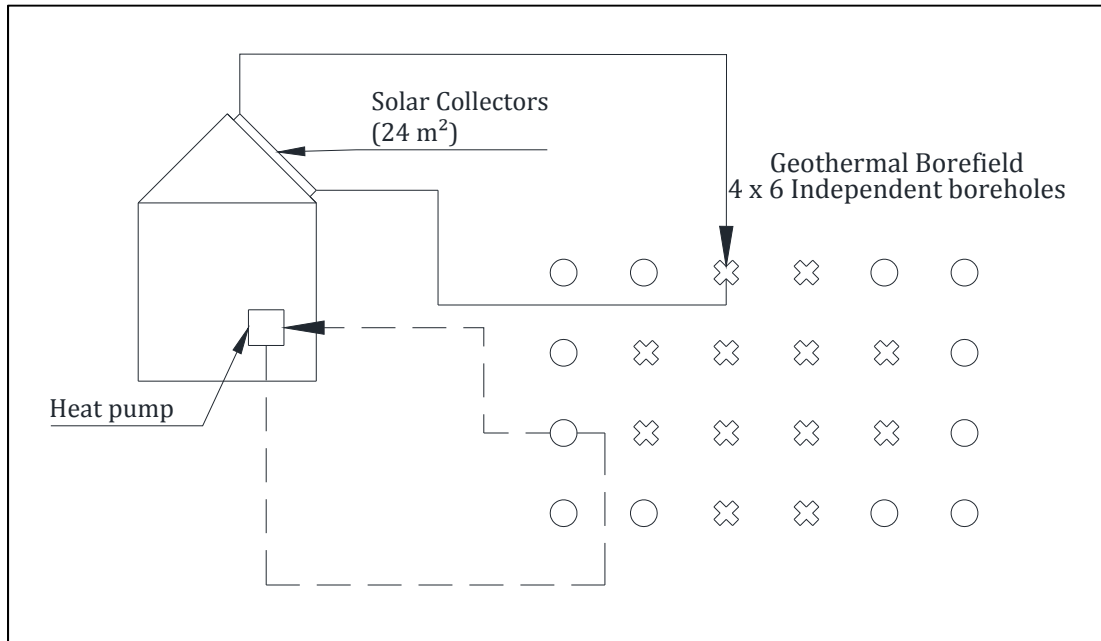 Solar Collectors
(24 m²)
Geothermal Borefield
4 x 6 Independent boreholes
Heat pump